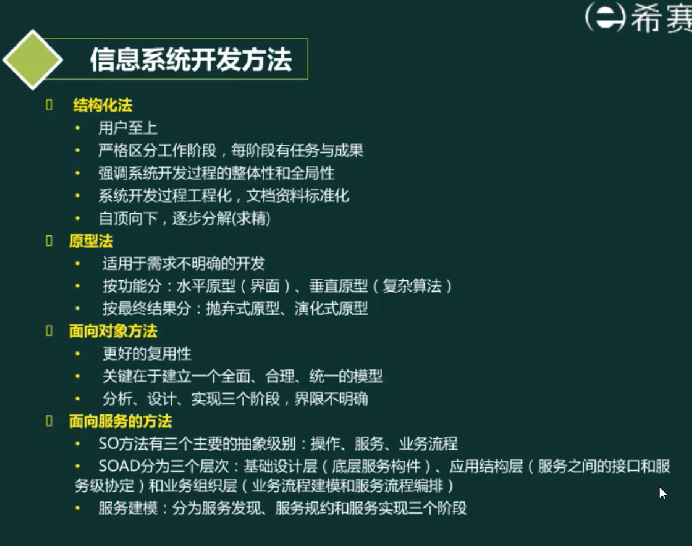 希赛
信息系统开发方法
结构化法
• 用户至上
• 严格区分工作阶段，每阶段有任务与成果
• 强调系统开发过程的整体性和全局性
• 系统开发过程工程化，文档资料标准化
• 自顶向下，逐步分解(求精)
原型法
• 适用于需求不明确的开发
• 按功能分：水平原型（界面）、垂直原型（复杂算法）
• 按最终结果分：抛弃式原型、演化式原型
面向对象方法
• 更好的复用性
• 关键在于建立一个全面、合理、统一的模型
• 分析、设计、实现三个阶段，界限不明确
面向服务的方法
• SO方法有三个主要的抽象级别：操作、服务、业务流程
• SOAD分为三个层次：基础设计层（底层服务构件）、应用结构层（服务之间的接口和服
务级协定）和业务组织层（业务流程建模和服务流程编排）
• 服务建模：分为服务发现、服务规约和服务实现三个阶段